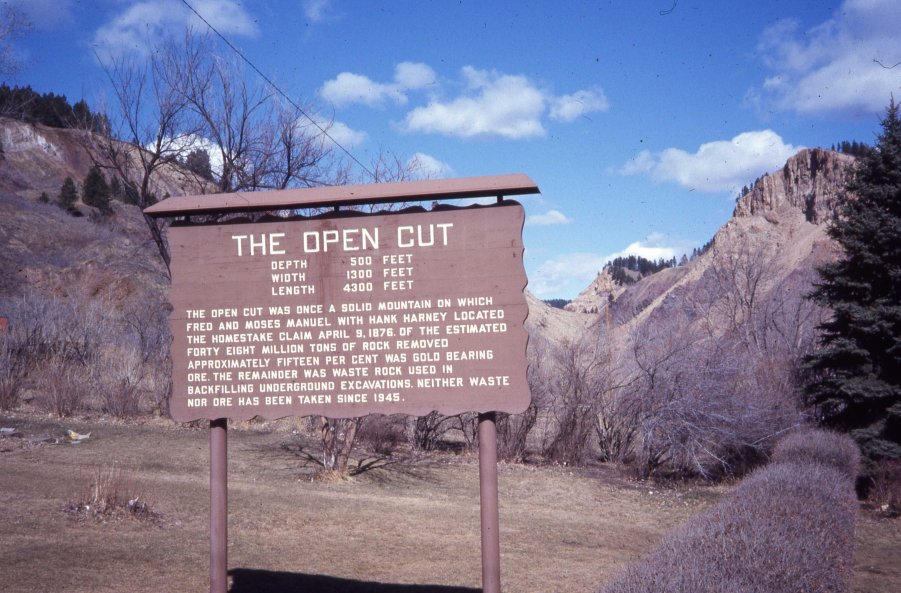 THE OPEN CUT
DEPTH 500 FEET
WIDTH 1300 FEET
LENGTH 4300 FEET
THE OPEN CUT WAS ONCE A SOLID MOUNTAIN ON WHICH
FRED AND MOSES MANUEL WITH HANK HARNEY LOCATED
THE HOMESTAKE CLAIM APRIL 9, 1876. OF THE ESTIMATED
FORTY EIGHT MILLION TONS OF ROCK REMOVED
APPROXIMATELY FIFTEEN PER CENT WAS GOLD BEARING
ORE. THE REMAINDER WAS WASTE ROCK USED IN
BACKFILLING UNDERGROUND EXCAVATIONS. NEITHER WASTE
NOR ORE HAS BEEN TAKEN SINCE 1945.